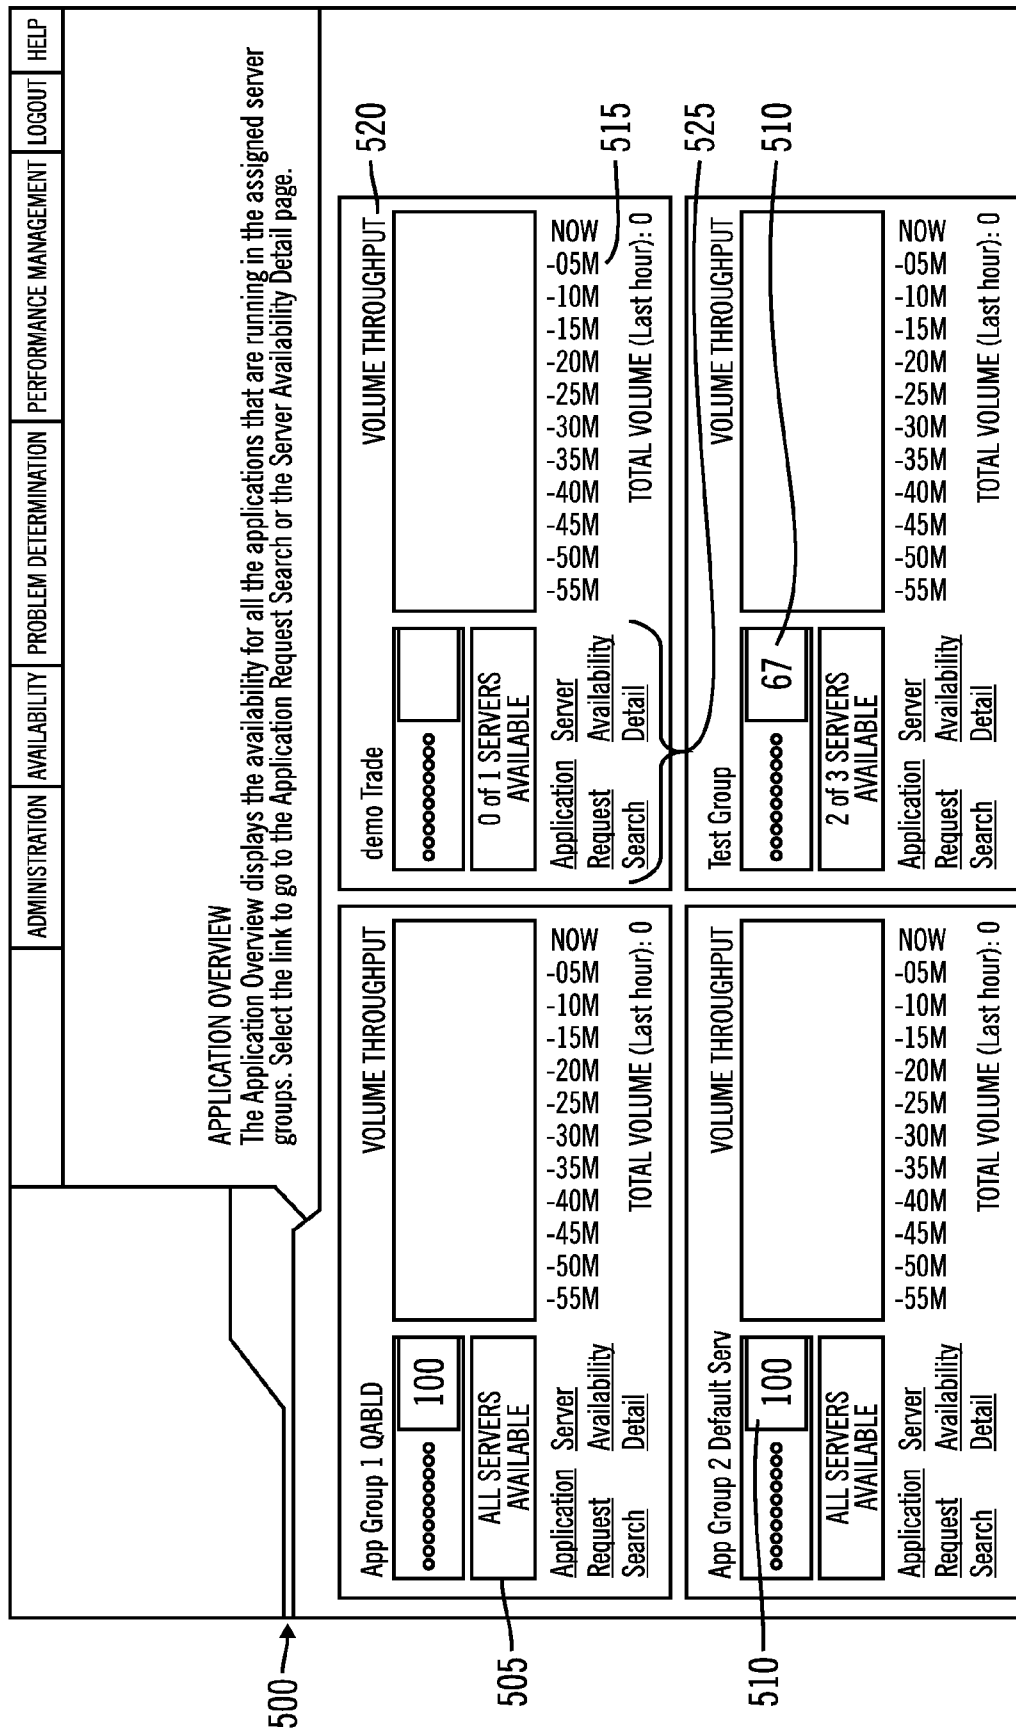 ADMINISTRATION AVAILABILITY PROBLEM DETERMINATION PERFORMANCE MANAGEMENT LOGOUT HELP
APPLICATION OVERVIEW
The Application Overview displays the availability for all the applications that are running in the assigned server
groups. Select the link to go to the Application Request Search or the Server Availability Detail page.
500
App Group 1 QABLD
VOLUME THROUGHPUT
100
ALL SERVERS
AVAILABLE
505
-55M -50M -45M -40M -35M -30M -25M -20M -15M -10M -05M NOW
Application Server
Request Availability
Search Detail
TOTAL VOLUME (Last hour): 0
demo Trade
VOLUME THROUGHPUT
520
0 of 1 SERVERS
AVAILABLE
-55M -50M -45M -40M -35M -30M -25M -20M -15M -10M -05M NOW
515
Application Server
Request Availability
Search Detail
TOTAL VOLUME (Last hour): 0
525
App Group 2 Default Serv
VOLUME THROUGHPUT
100
510
ALL SERVERS
AVAILABLE
-55M -50M -45M -40M -35M -30M -25M -20M -15M -10M -05M NOW
Application Server
Request Availability
Search Detail
TOTAL VOLUME (Last hour): 0
Test Group
VOLUME THROUGHPUT
67
510
2 of 3 SERVERS
AVAILABLE
-55M -50M -45M -40M -35M -30M -25M -20M -15M -10M -05M NOW
Application Server
Request Availability
Search Detail
TOTAL VOLUME (Last hour): 0